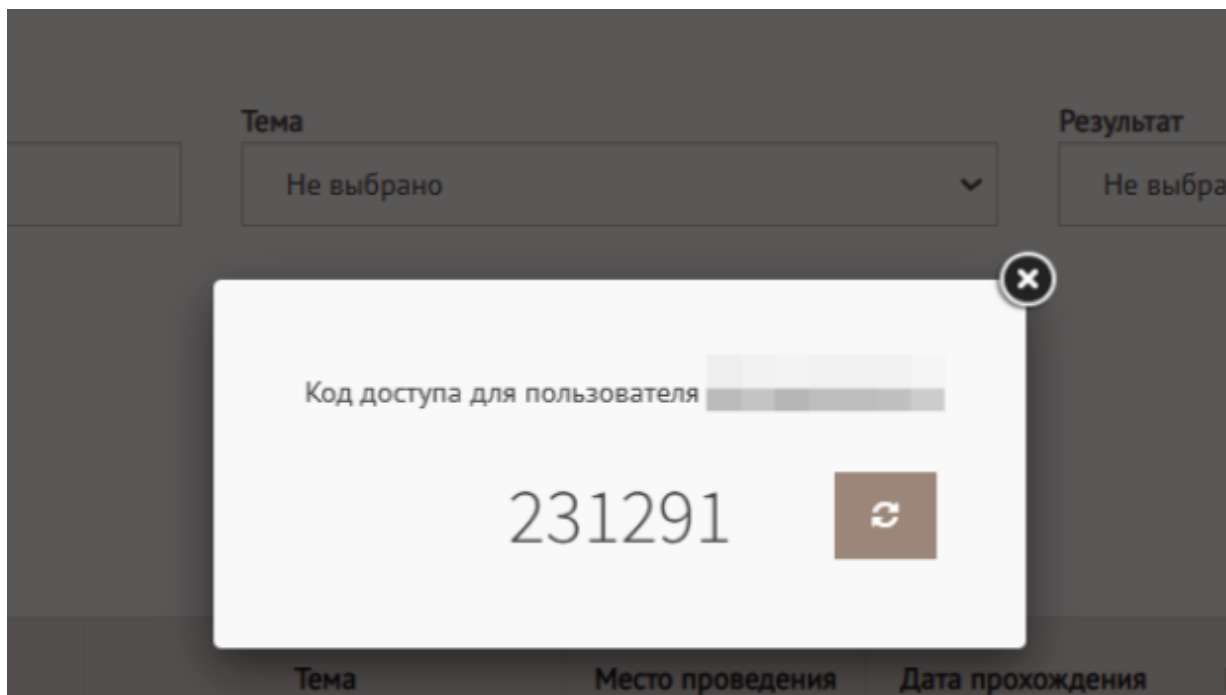 Тема
Результат
Не выбрано
Не выбра
Код доступа для пользователя
231291
Тема
Место проведения
Дата прохождения